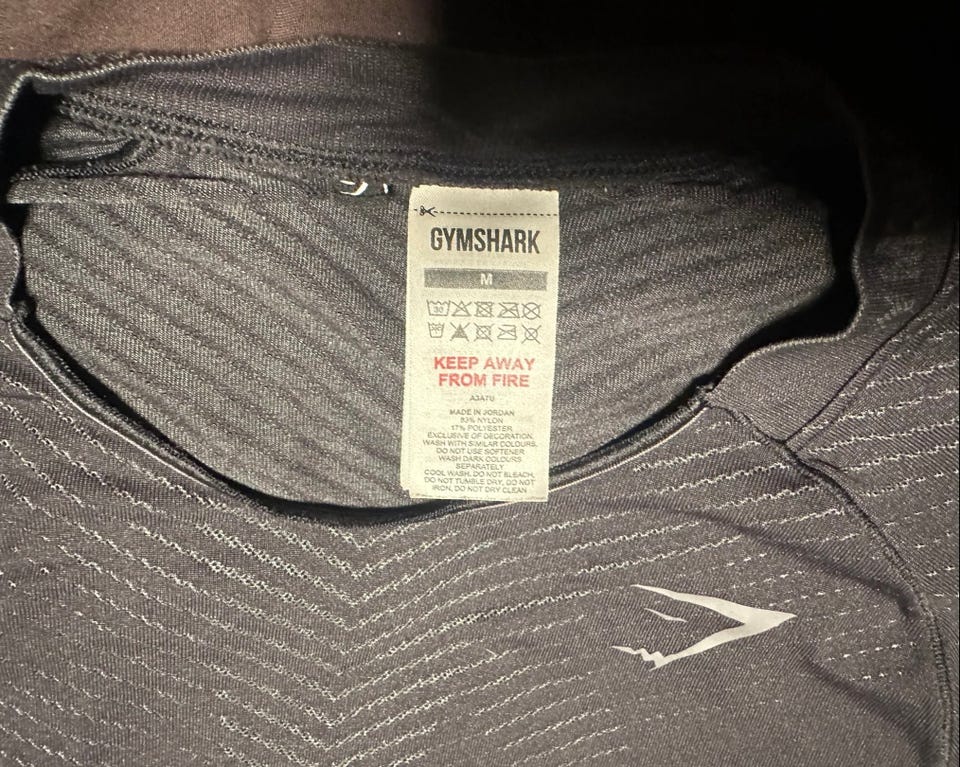 GYMSHARK
M
30
KEEP AWAY
FROM FIRE
A3ATU
MADE IN JORDAN
83% NYLON
17% POLYESTER
EXCLUSIVE OF DECORATION.
WASH WITH SIMILAR COLOURS.
DO NOT USE SOFTENER
WASH DARK COLOURS
SEPARATELY
COOL WASH, DO NOT BLEACH,
DO NOT TUMBLE DRY, DO NOT
IRON, DO NOT DRY CLEAN